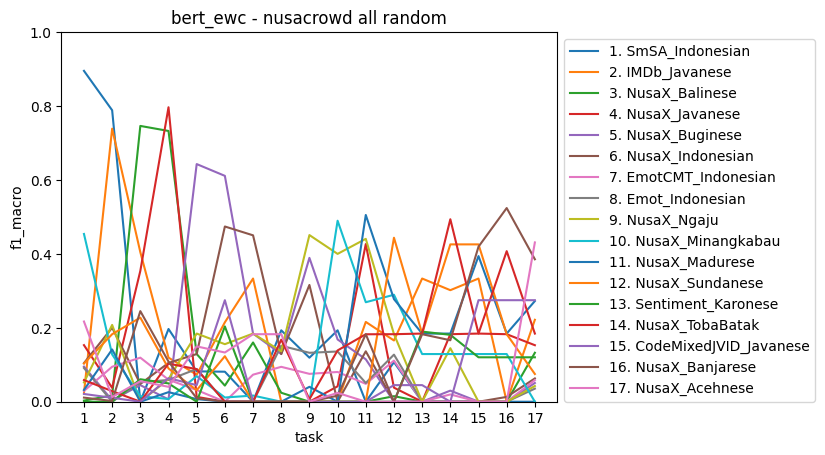 bert_ewc - nusacrowd all random
1.0
0.8
0.6
0.4
0.2
0.0
f1_macro
1 2 3 4 5 6 7 8 9 10 11 12 13 14 15 16 17
task
1. SmSA_Indonesian
2. IMDb_Javanese
3. NusaX_Balinese
4. NusaX_Javanese
5. NusaX_Buginese
6. NusaX_Indonesian
7. EmotCMT_Indonesian
8. Emot_Indonesian
9. NusaX_Ngaju
10. NusaX_Minangkabau
11. NusaX_Madurese
12. NusaX_Sundanese
13. Sentiment_Karonese
14. NusaX_TobaBatak
15. CodeMixedJVID_Javanese
16. NusaX_Banjarese
17. NusaX_Acehnese